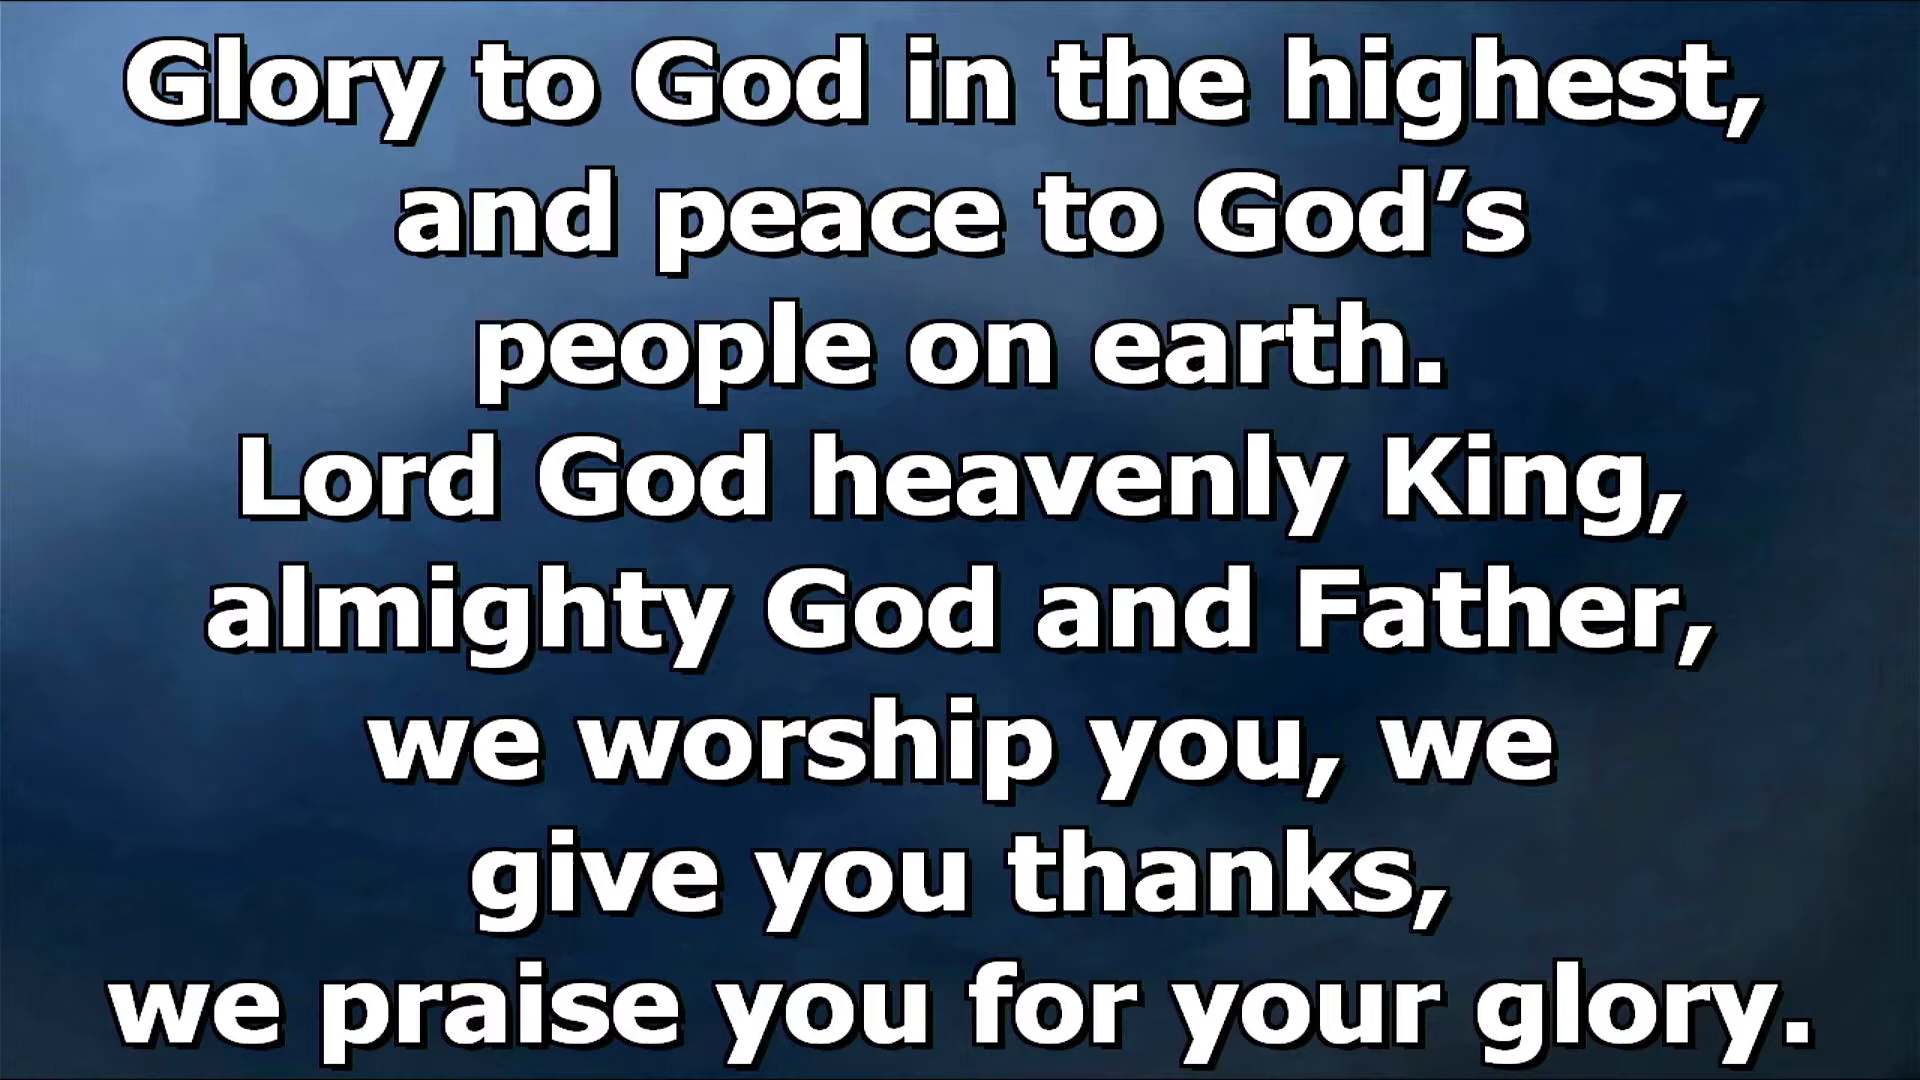 Glory to God in the highest,
and peace to God’s
people on earth.
Lord God heavenly King,
almighty God and Father,
we worship you, we
give you thanks,
we praise you for your glory.